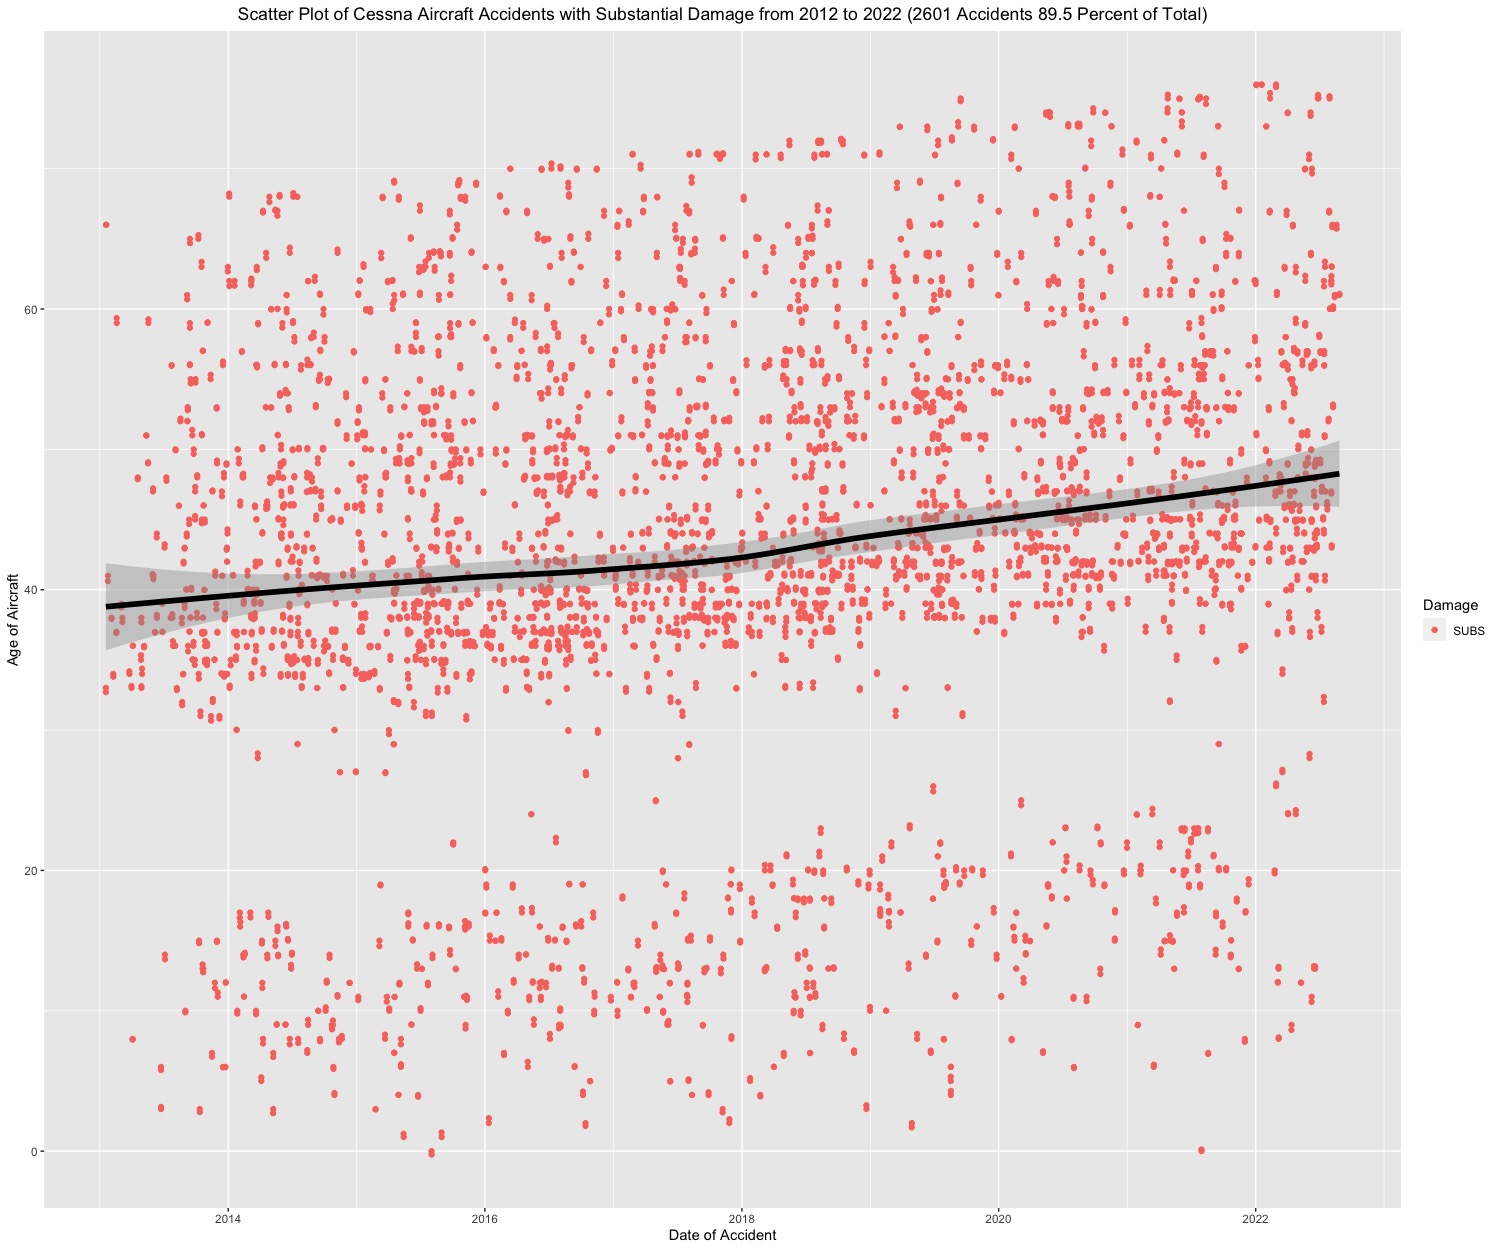 Scatter Plot of Cessna Aircraft Accidents with Substantial Damage from 2012 to 2022 (2601 Accidents 89.5 Percent of Total)
Age of Aircraft
60
40
20
0
2014
2016
2018
2020
2022
Date of Accident
Damage
SUBS